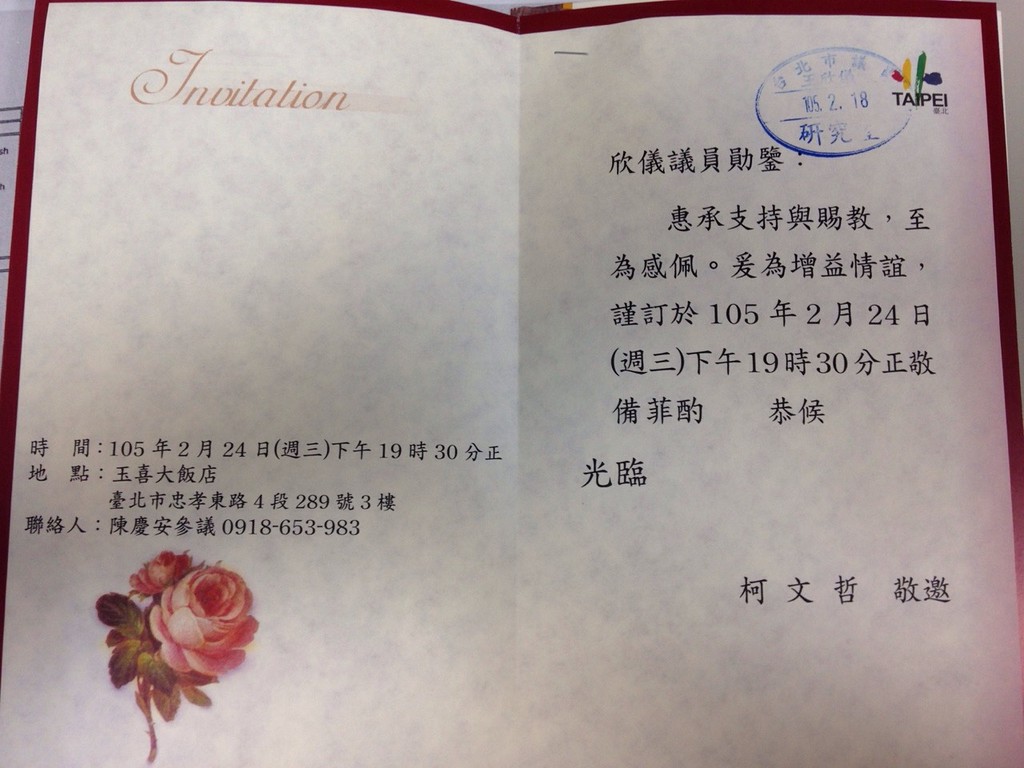 Invitation
時 間：105 年 2 月 24 日(週三)下午 19 時 30 分正
地 點：玉喜大飯店
臺北市忠孝東路 4 段 289 號 3 樓
聯絡人：陳慶安參議 0918-653-983
北市議
105. 2. 18
研究
TAIPEI
臺北
欣儀議員勛鑒：
惠承支持與賜教，至
為感佩。爰為增益情誼，
謹訂於 105 年 2 月 24 日
(週三)下午 19 時 30 分正敬
備菲酌 恭候
光臨
柯 文 哲 敬邀